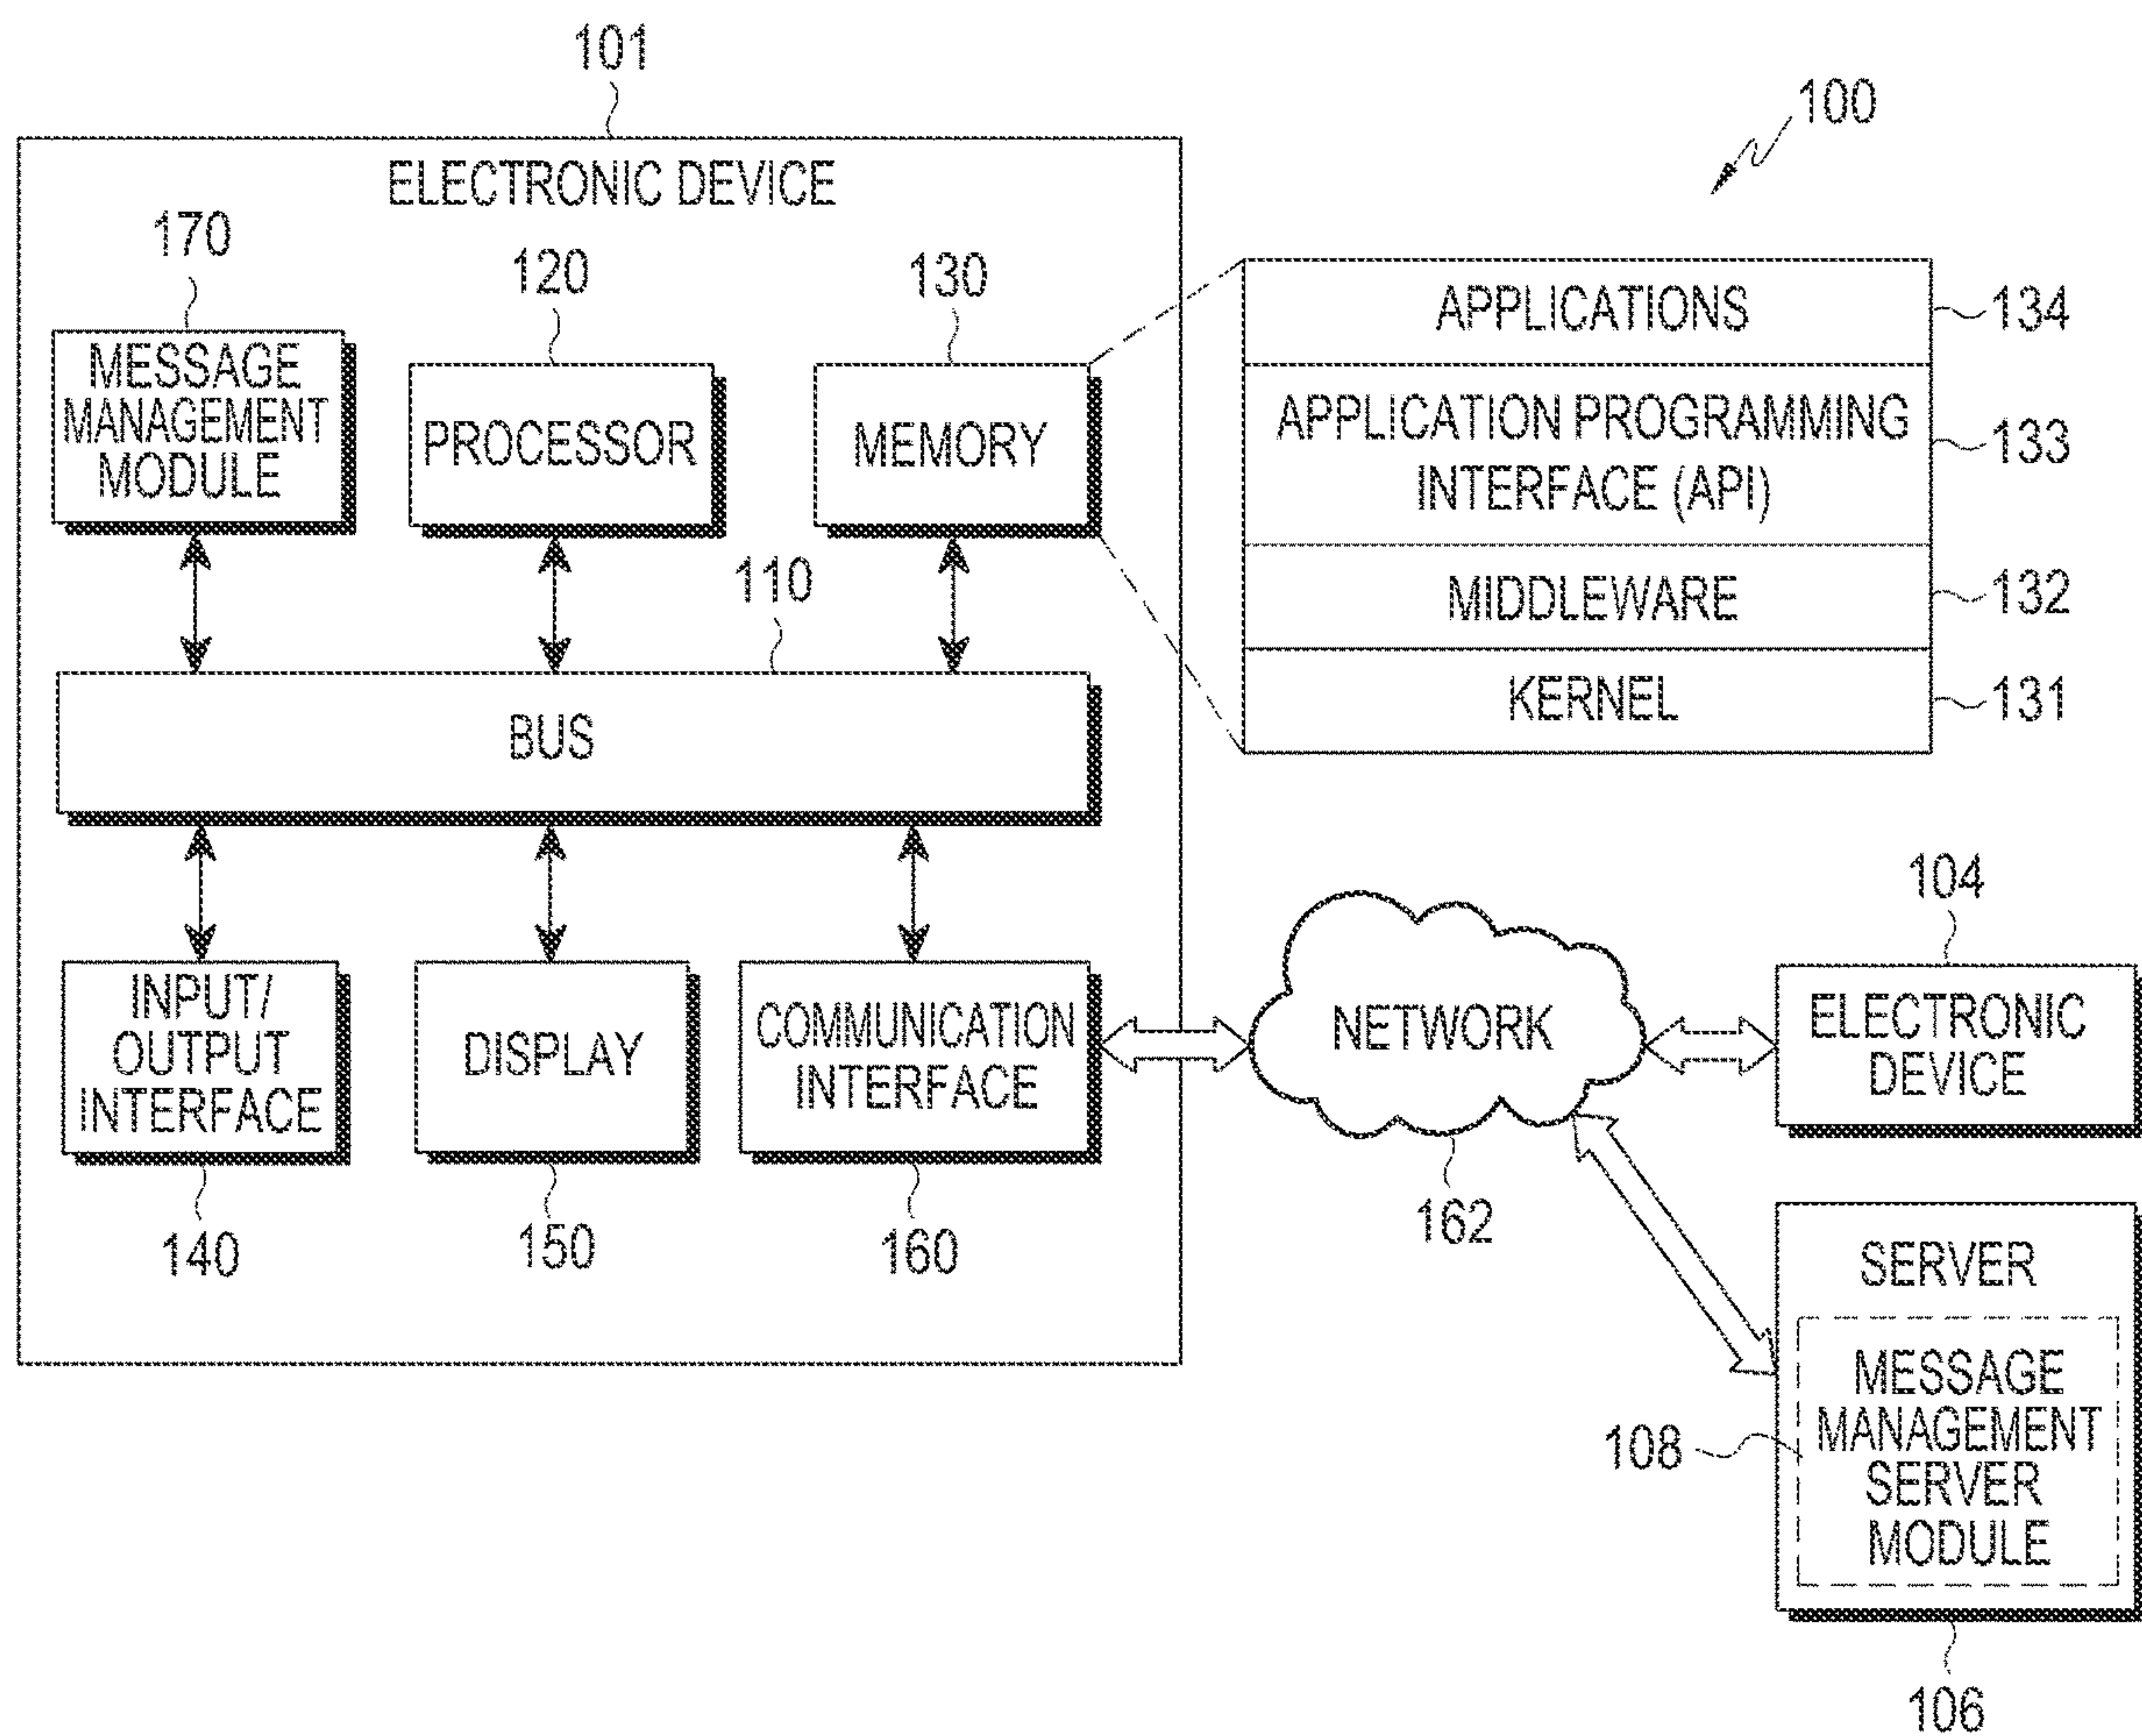 101
100
ELECTRONIC DEVICE
170
120
130
MESSAGE
MANAGEMENT
MODULE
PROCESSOR
MEMORY
APPLICATIONS
134
APPLICATION PROGRAMMING
INTERFACE (API)
133
MIDDLEWARE
132
KERNEL
131
110
BUS
INPUT/
OUTPUT
INTERFACE
140
DISPLAY
150
COMMUNICATION
INTERFACE
160
NETWORK
162
104
ELECTRONIC
DEVICE
SERVER
108
MESSAGE
MANAGEMENT
SERVER
MODULE
106